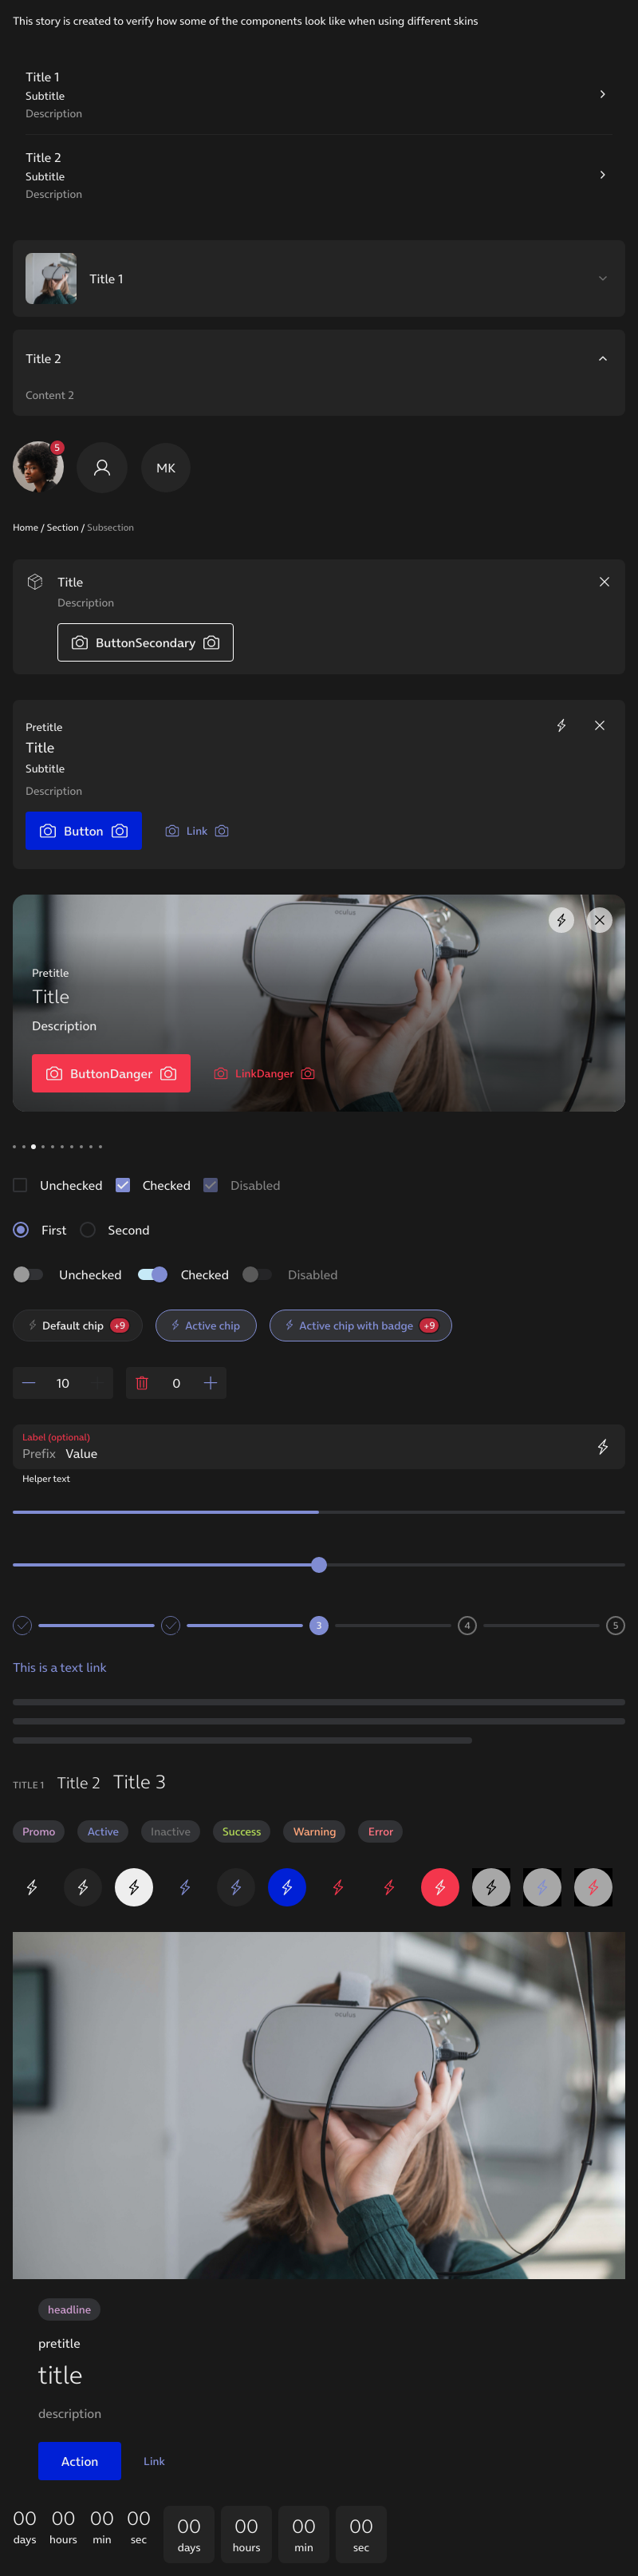 This story is created to verify how some of the components look like when using different skins
Title 1
Subtitle
Description
Title 2
Subtitle
Description
Title 1
Title 2
Content 2
5
MK
Home / Section / Subsection
Title
Description
ButtonSecondary
Pretitle
Title
Subtitle
Description
Button Link
oculus
Pretitle
Title
Description
ButtonDanger LinkDanger
Unchecked Checked Disabled
First Second
Unchecked Checked Disabled
Default chip +9 Active chip Active chip with badge +9
10 0
Label (optional)
Prefix Value
Helper text
3 4 5
This is a text link
TITLE 1 Title 2 Title 3
Promo Active Inactive Success Warning Error
oculus
headline
pretitle
title
description
Action Link
00 00 00 00 00 00 00 00
days hours min sec days hours min sec